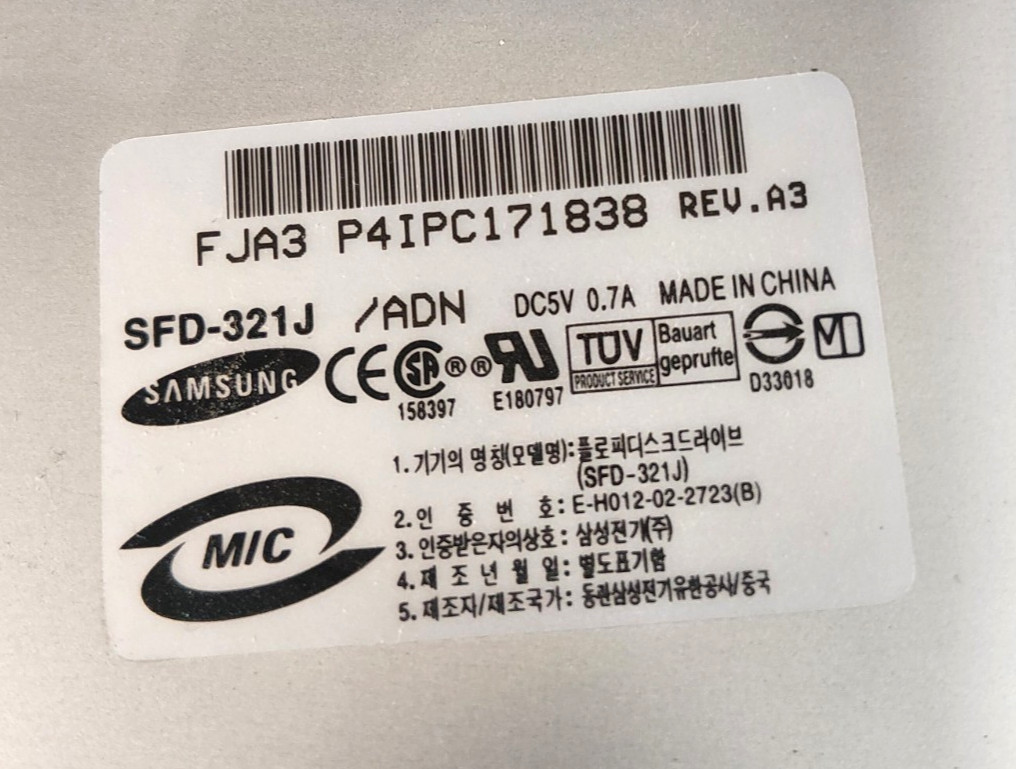 FJA3 P4IPC171838 REV.A3
SFD-321J /ADN DC5V 0.7A MADE IN CHINA
SAMSUNG CE SA ® ® RU TÜV PRODUCT SERVICE Bauart geprüfte
158397 E180797 D33018
MIC
1. 기기의 명칭(모델명): 플로피디스크드라이브
(SFD-321J)
2. 인 증 번 호: E-H012-02-2723(B)
3. 인증받은자의상호: 삼성전기(주)
4. 제 조 년 월 일: 별도표기함
5. 제조자/제조국가: 동관삼성전기유한공사/중국